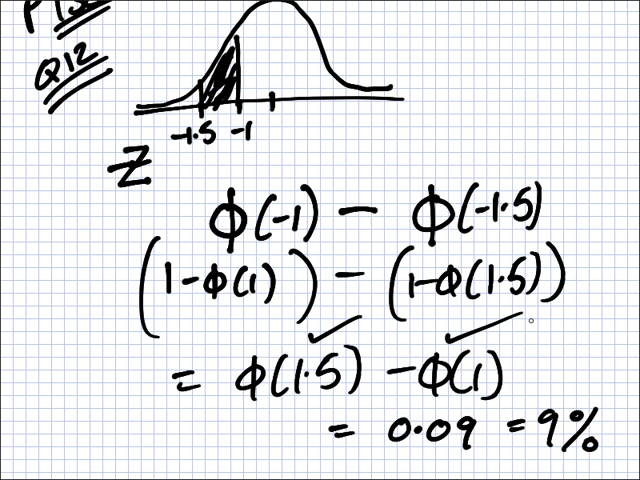 Q12
-1.5 -1
Z
Φ(-1) - Φ(-1.5)
(1-Φ(1)) - (1-Φ(1.5))
= Φ(1.5) - Φ(1)
= 0.09 = 9%